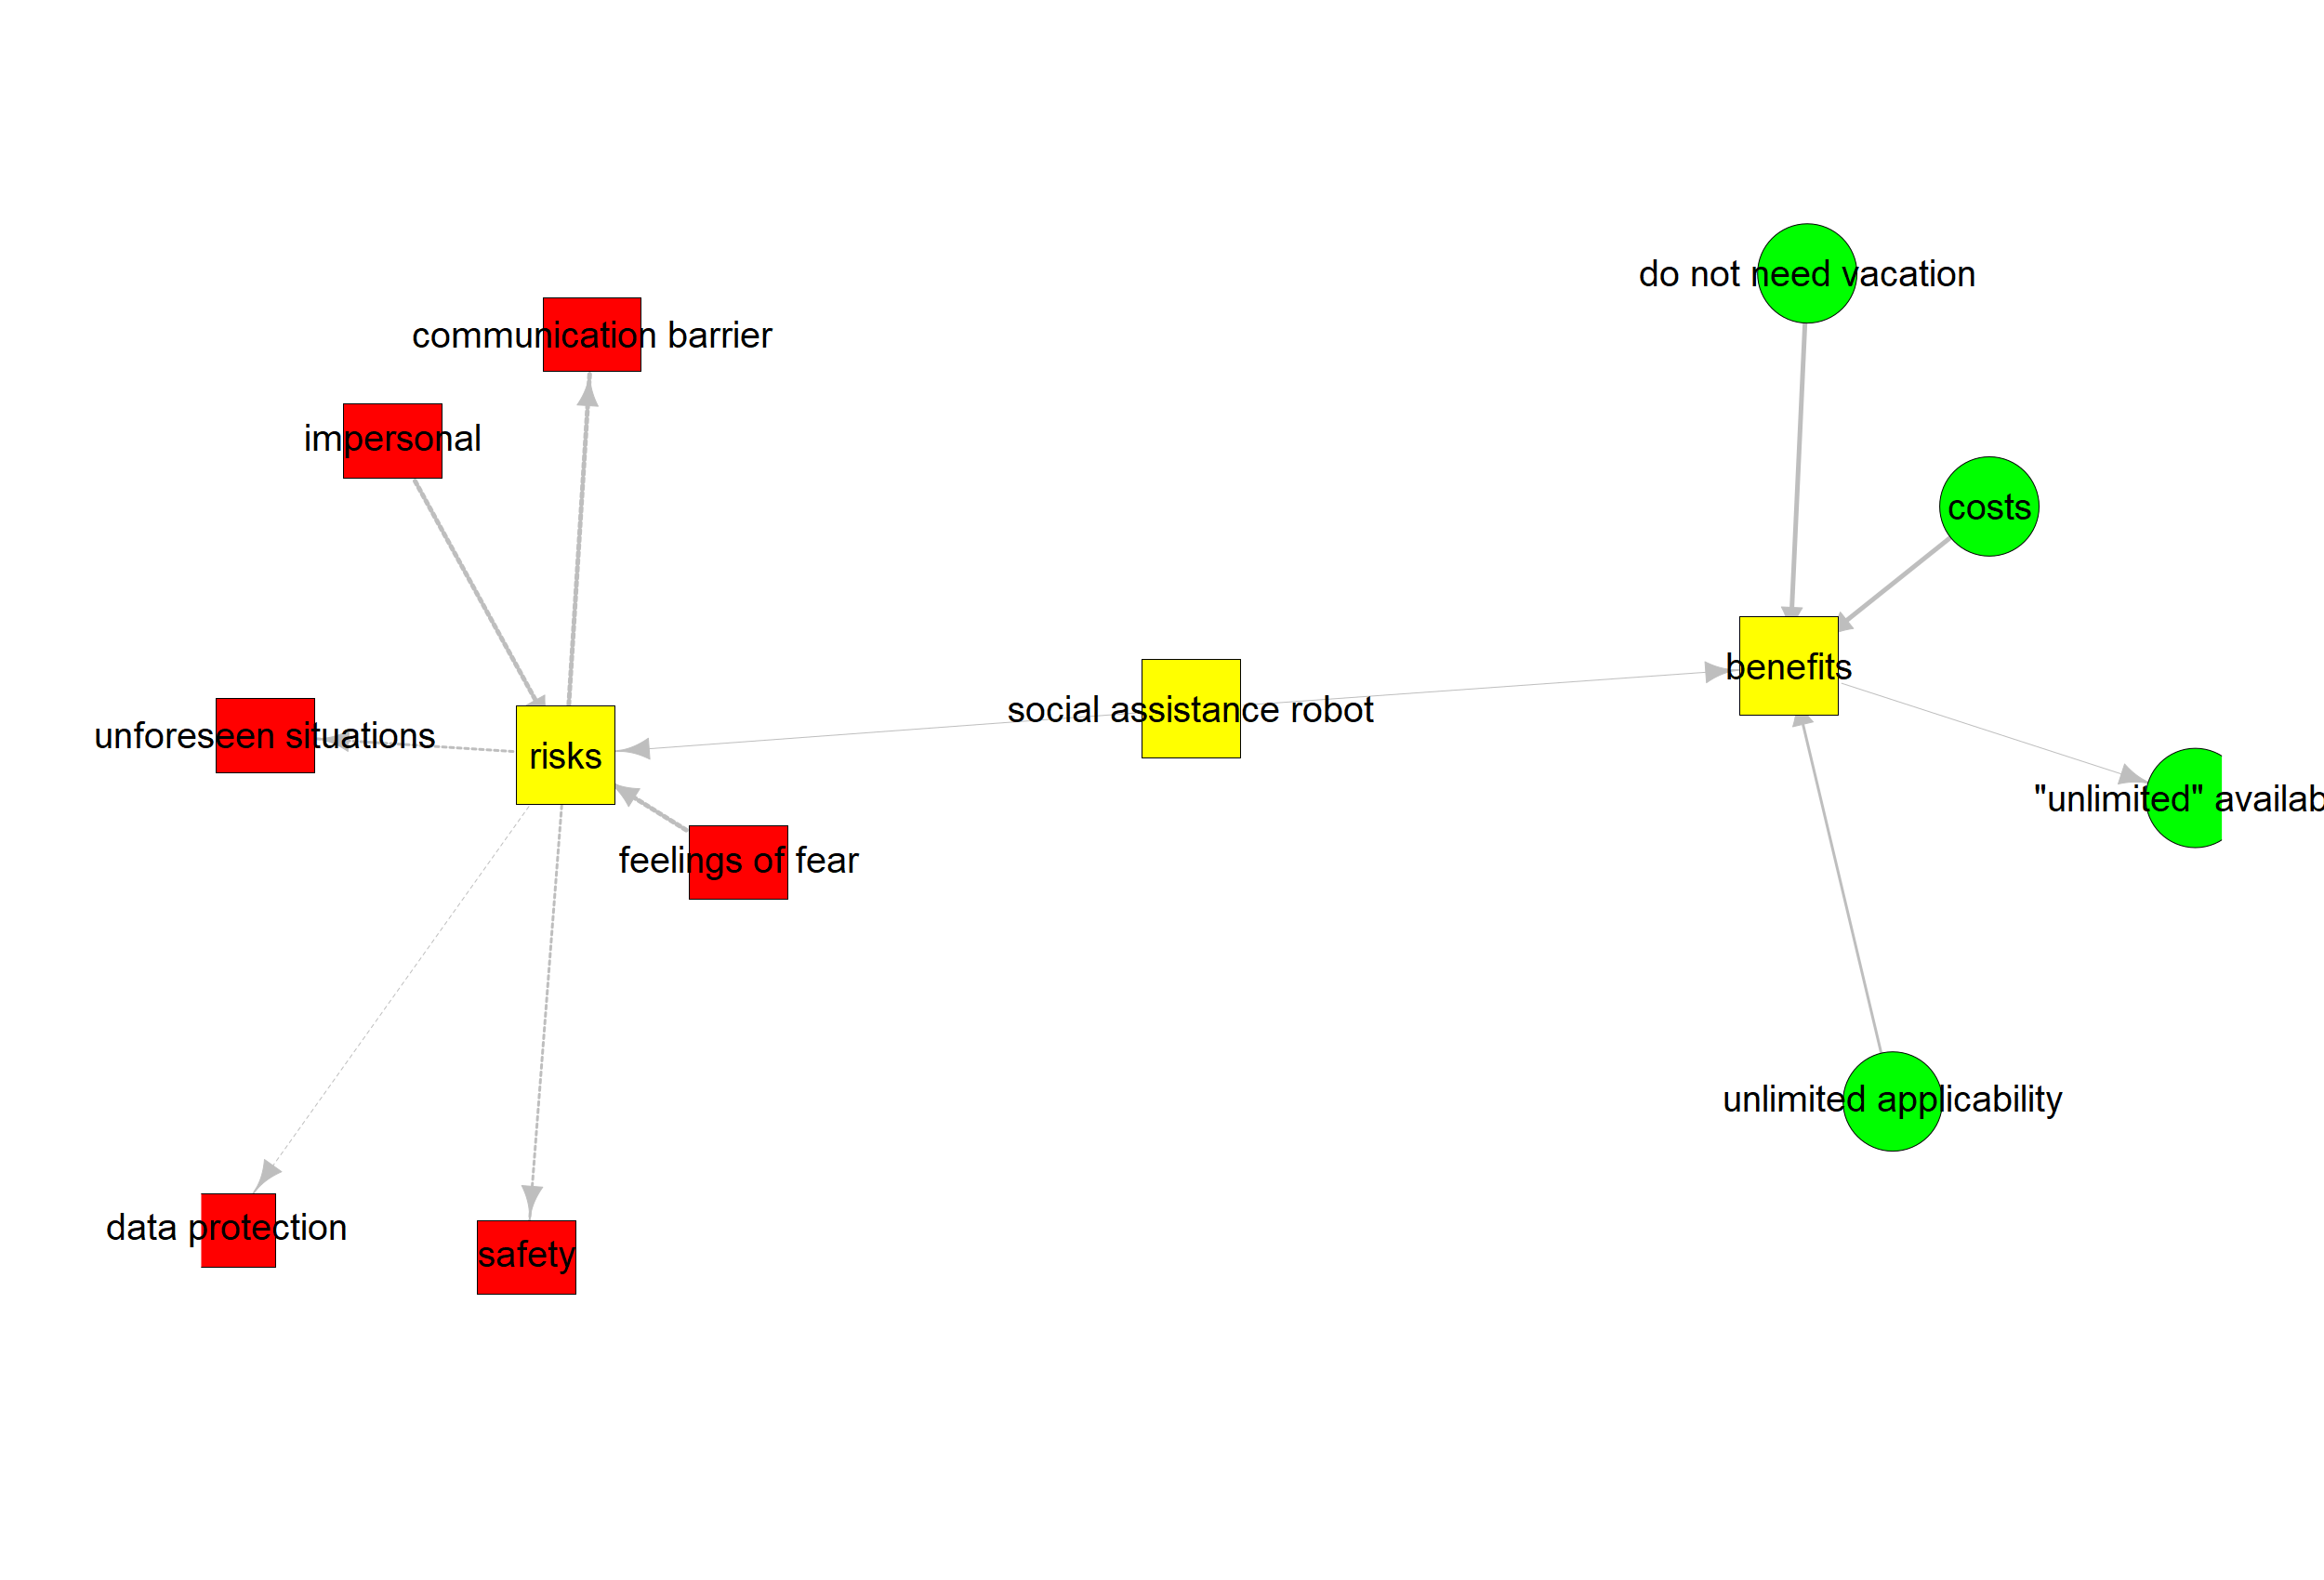 do not need vacation
communication barrier
impersonal
costs
benefits
social assistance robot
unforeseen situations
risks
"unlimited" availab
feelings of fear
unlimited applicability
data protection
safety